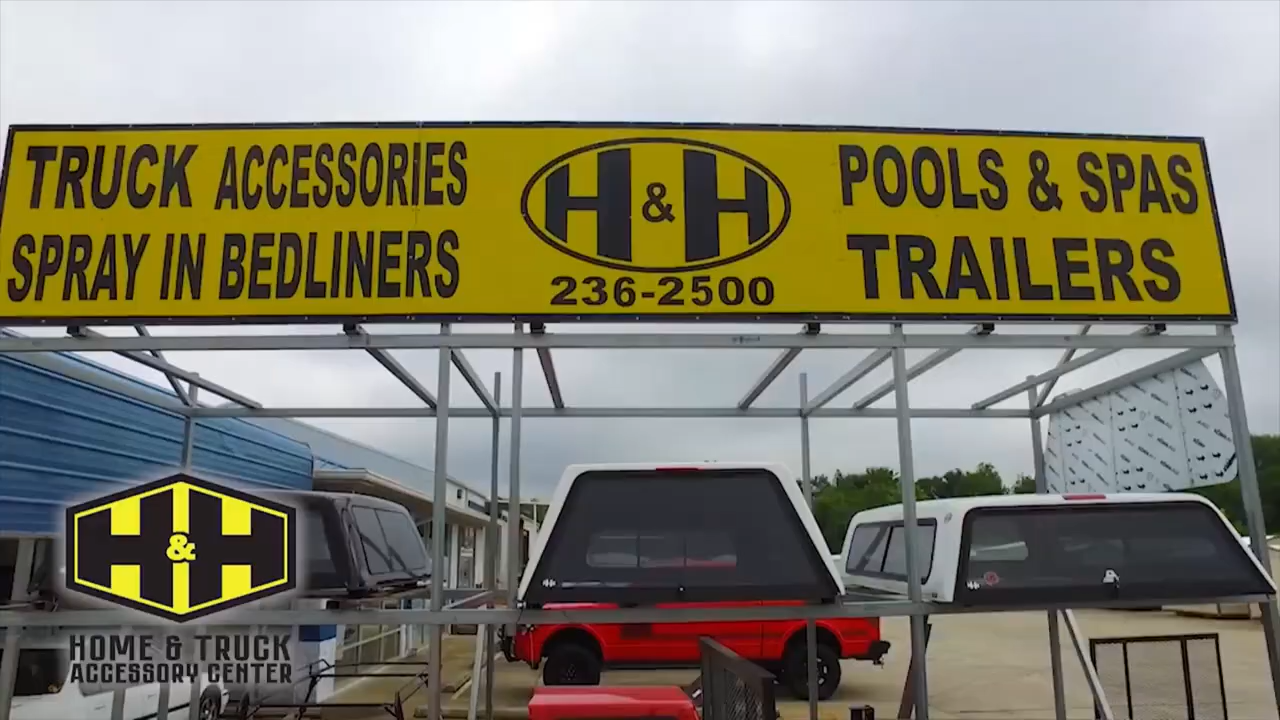 TRUCK ACCESSORIES
SPRAY IN BEDLINERS
H&H
236-2500
POOLS & SPAS
TRAILERS
H&H
HOME & TRUCK
ACCESSORY CENTER